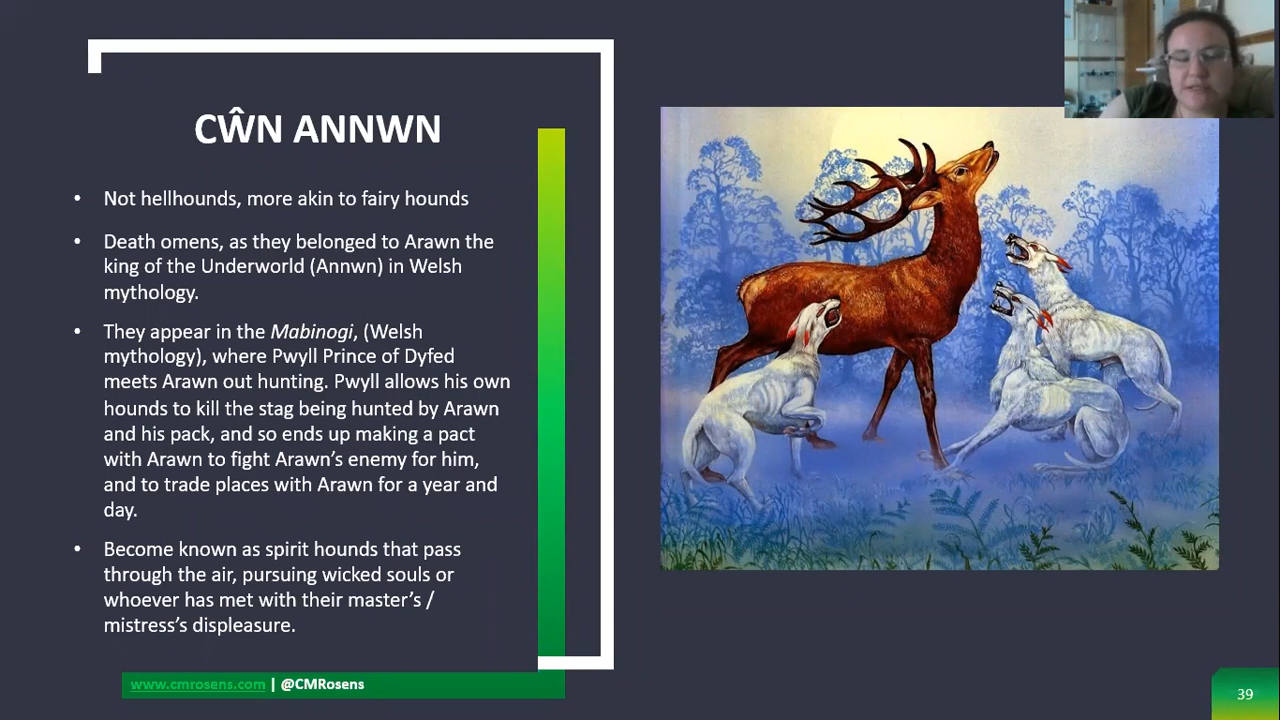 CŴN ANNWN
• Not hellhounds, more akin to fairy hounds
• Death omens, as they belonged to Arawn the
king of the Underworld (Annwn) in Welsh
mythology.
• They appear in the Mabinogi, (Welsh
mythology), where Pwyll Prince of Dyfed
meets Arawn out hunting. Pwyll allows his own
hounds to kill the stag being hunted by Arawn
and his pack, and so ends up making a pact
with Arawn to fight Arawn’s enemy for him,
and to trade places with Arawn for a year and
day.
• Become known as spirit hounds that pass
through the air, pursuing wicked souls or
whoever has met with their master’s /
mistress’s displeasure.
www.cmrosens.com | @CMRosens
39